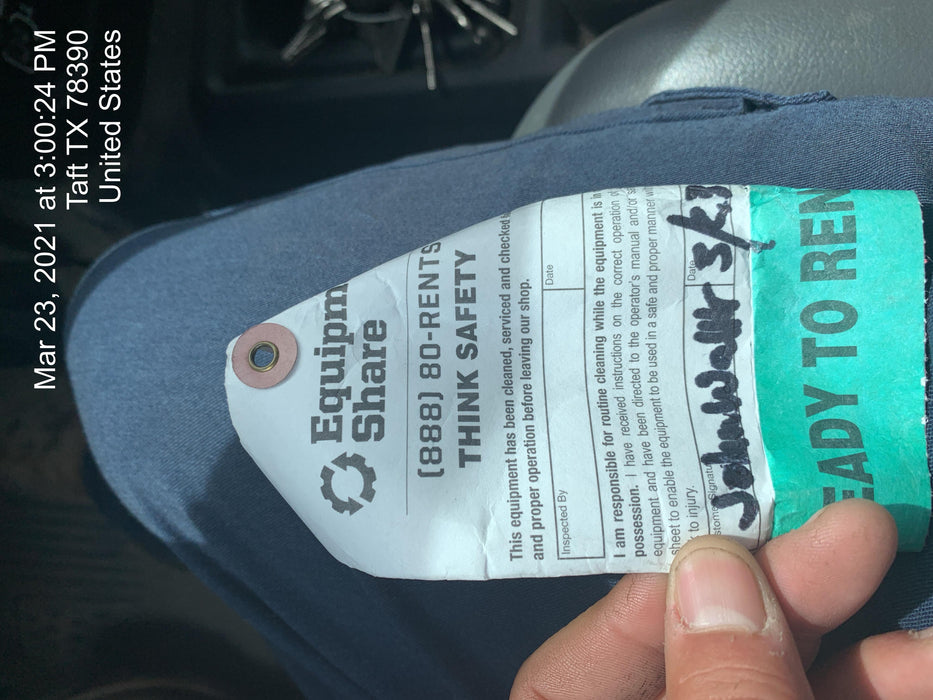 Mar 23, 2021 at 3:00:24 PM
Taft TX 78390
United States
Equipm
Share
(888) 80-RENTS
THINK SAFETY
This equipment has been cleaned, serviced and checked
and proper operation before leaving our shop.
Inspected By Date
I am responsible for routine cleaning while the equipment is in
possession. I have received instructions on the correct operation
equipment and have been directed to the operator's manual and/or
sheet to enable the equipment to be used in a safe and proper manner
to injury.
Date
John Walter
EADY TO REN